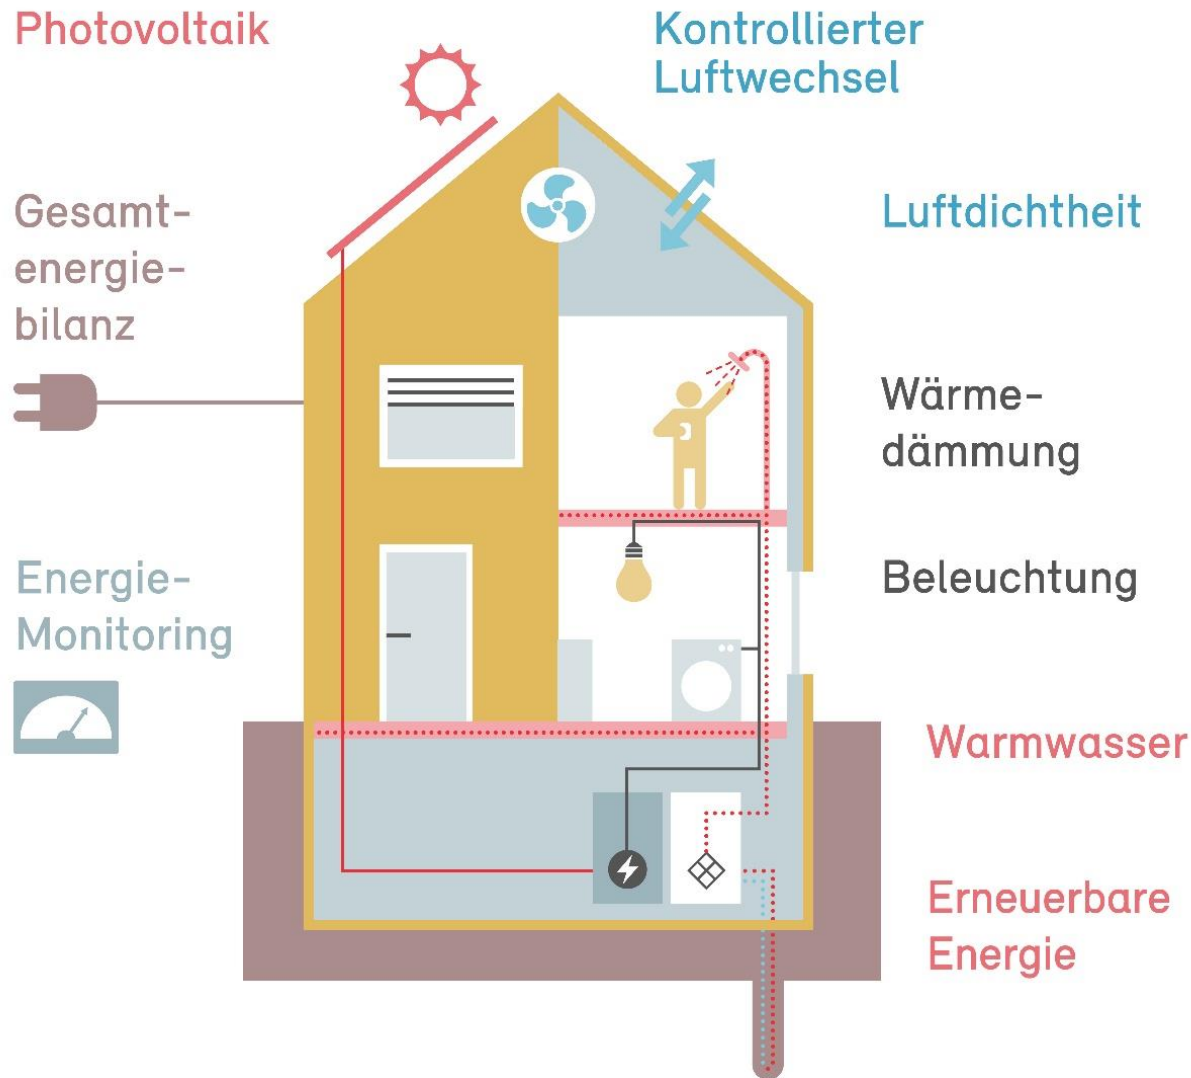 Photovoltaik
Kontrollierter
Luftwechsel
Gesamt-
energie-
bilanz
Luftdichtheit
Wärme-
dämmung
Energie-
Monitoring
Beleuchtung
Warmwasser
Erneuerbare
Energie